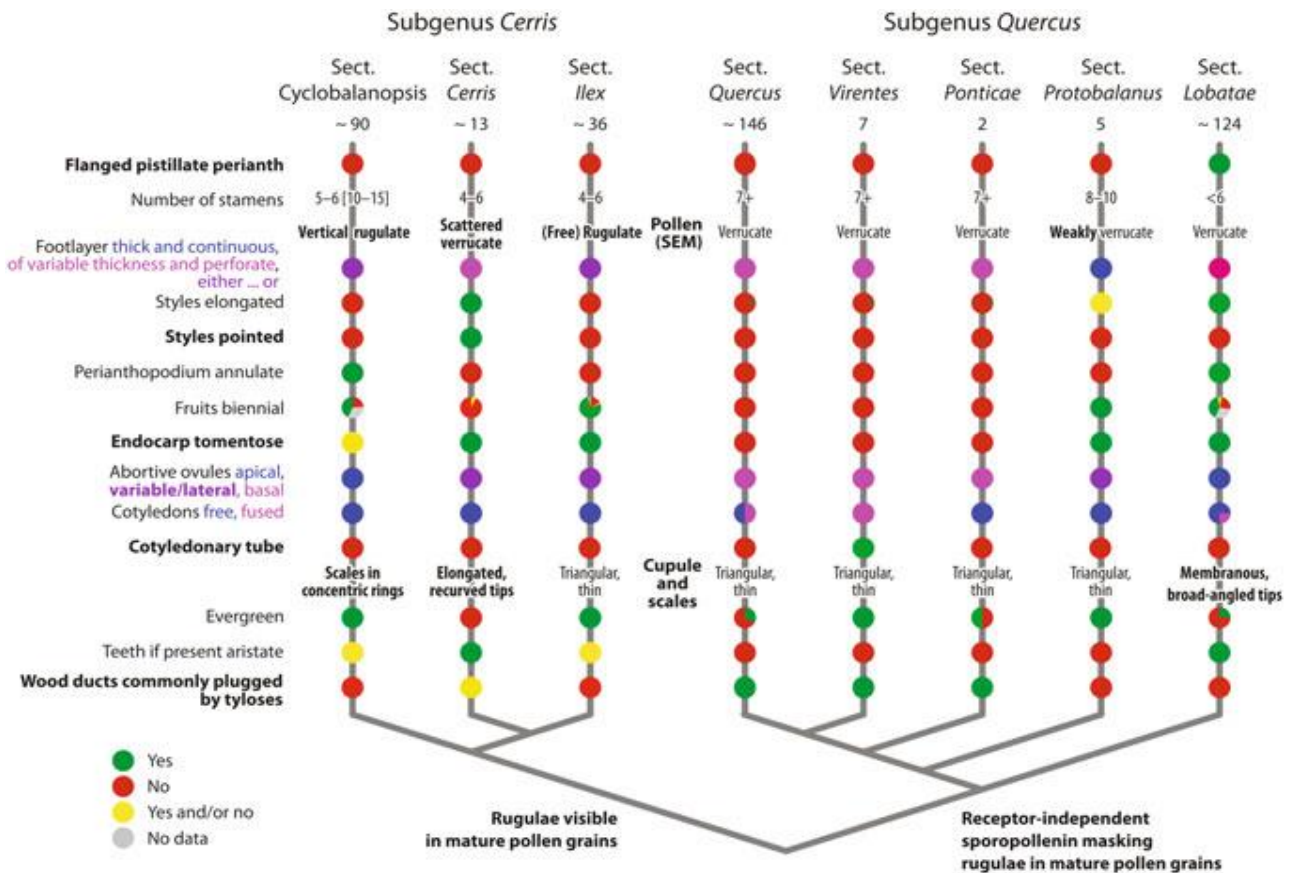 Subgenus Cerris
Subgenus Quercus
Sect. Cyclobalanopsis
Sect. Cerris
Sect. Ilex
Sect. Quercus
Sect. Virentes
Sect. Ponticae
Sect. Protobalanus
Sect. Lobatae
~ 90 ~ 13 ~ 36 ~ 146 7 2 5 ~ 124
Flanged pistillate perianth
Number of stamens 5–6 [10–15] 4–6 4–6 7+ 7+ 7+ 8–10 <6
Pollen
(SEM)
Vertical rugulate
Scattered
verrucate
(Free) Rugulate
Verrucate
Verrucate
Verrucate
Weakly verrucate
Verrucate
Footlayer thick and continuous,
of variable thickness and perforate,
either ... or
Styles elongated
Styles pointed
Perianthopodium annulate
Fruits biennial
Endocarp tomentose
Abortive ovules apical,
variable/lateral, basal
Cotyledons free, fused
Cotyledonary tube
Cupule
and
scales
Scales in
concentric rings
Elongated,
recurved tips
Triangular,
thin
Triangular,
thin
Triangular,
thin
Triangular,
thin
Triangular,
thin
Membranous,
broad-angled tips
Evergreen
Teeth if present aristate
Wood ducts commonly plugged
by tyloses
Yes
No
Yes and/or no
No data
Rugulae visible
in mature pollen grains
Receptor-independent
sporopollenin masking
rugulae in mature pollen grains